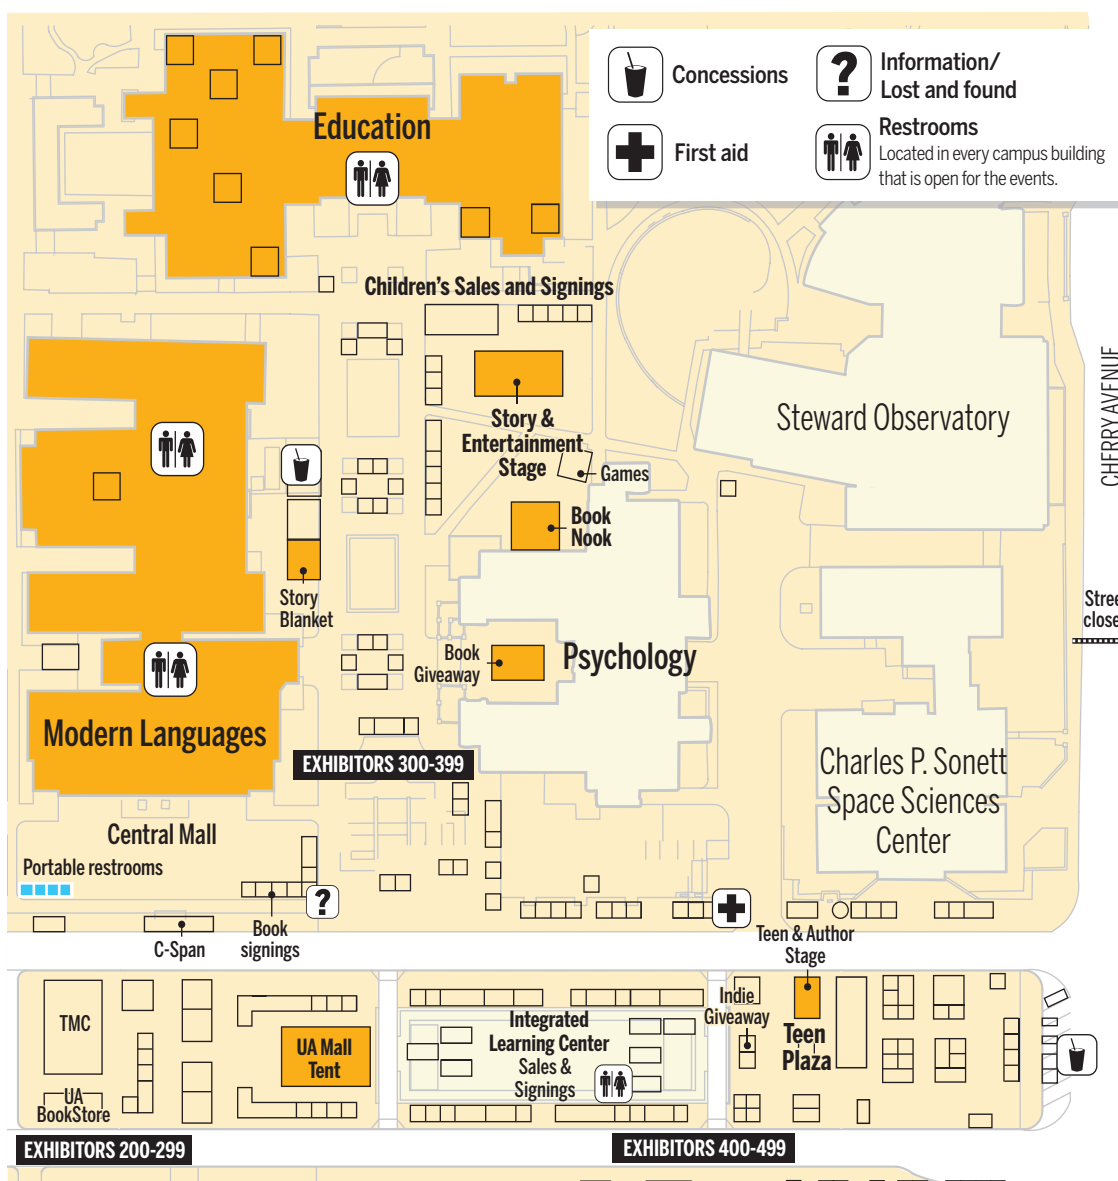 Concessions
Information/
Lost and found
First aid
Restrooms
Located in every campus building
that is open for the events.
Education
Children's Sales and Signings
Story &
Entertainment
Stage
Games
Steward Observatory
CHERRY AVENUE
Book
Nook
Story
Blanket
Book
Giveaway
Psychology
Stree
close
Modern Languages
EXHIBITORS 300-399
Charles P. Sonett
Space Sciences
Center
Central Mall
Portable restrooms
?
C-Span
Book
signings
Teen & Author
Stage
TMC
UA
BookStore
UA Mall
Tent
Integrated
Learning Center
Sales &
Signings
Indie
Giveaway
Teen
Plaza
EXHIBITORS 200-299
EXHIBITORS 400-499